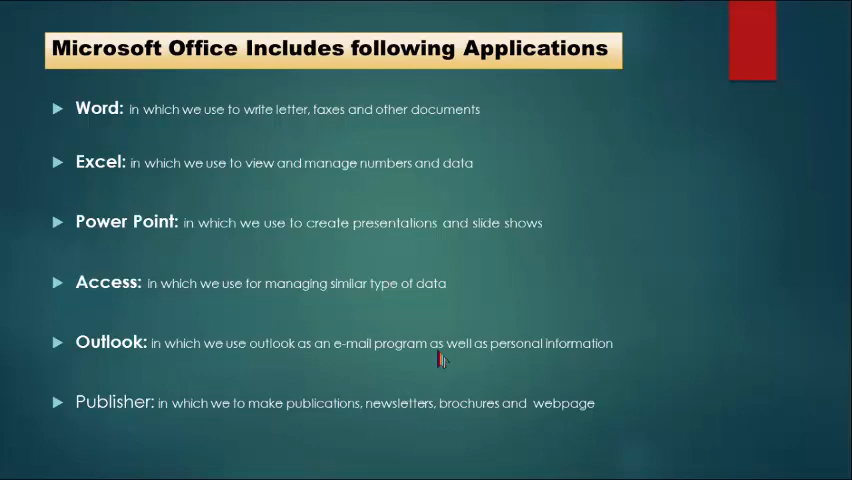 Microsoft Office Includes following Applications
Word: in which we use to write letter, faxes and other documents
Excel: in which we use to view and manage numbers and data
Power Point: in which we use to create presentations and slide shows
Access: in which we use for managing similar type of data
Outlook: in which we use outlook as an e-mail program as well as personal information
Publisher: in which we to make publications, newsletters, brochures and webpage